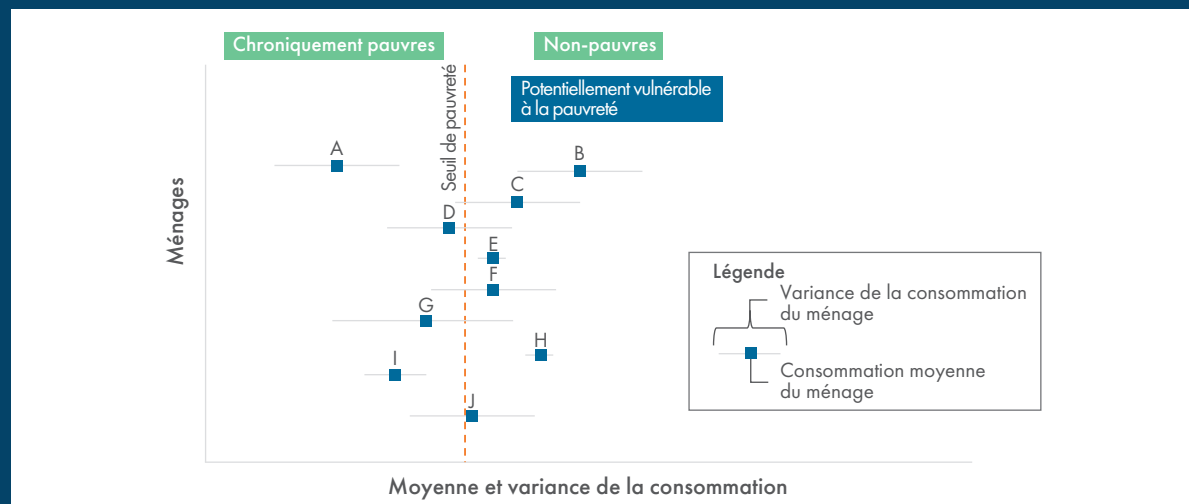 Chroniquement pauvres
Non-pauvres
Potentiellement vulnérable
à la pauvreté
Seuil de pauvreté
Ménages
A
B
C
D
E
F
G
H
I
J
Légende
Variance de la consommation
du ménage
Consommation moyenne
du ménage
Moyenne et variance de la consommation